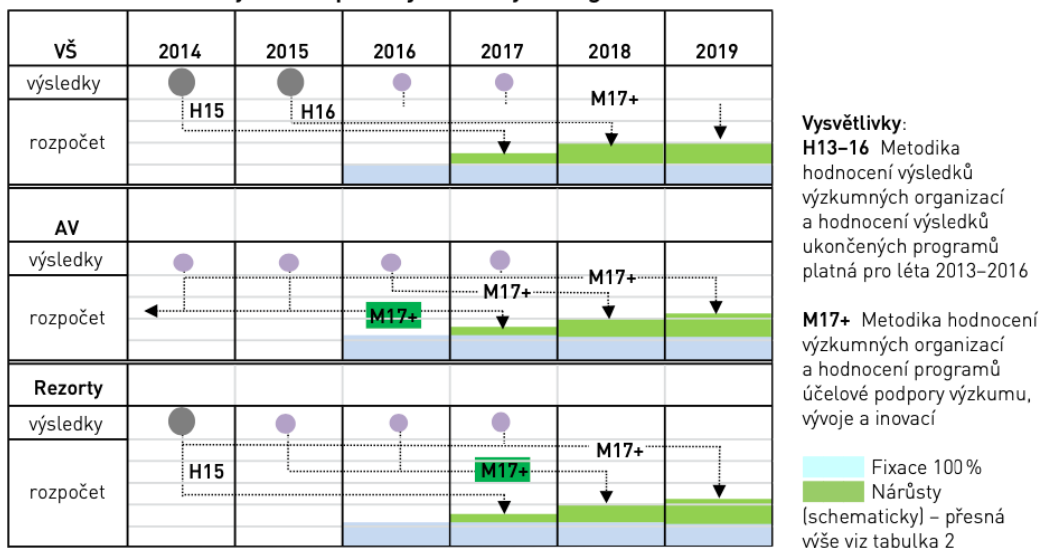 VŠ 2014 2015 2016 2017 2018 2019
výsledky
H15 H16 M17+
rozpočet
AV
výsledky
M17+
M17+
rozpočet M17+
Rezorty
výsledky
M17+
H15 M17+
rozpočet
Vysvětlivky:
H13–16 Metodika
hodnocení výsledků
výzkumných organizací
a hodnocení výsledků
ukončených programů
platná pro léta 2013–2016
M17+ Metodika hodnocení
výzkumných organizací
a hodnocení programů
účelové podpory výzkumu,
vývoje a inovací
Fixace 100 %
Nárůsty
(schematicky) – přesná
výše viz tabulka 2